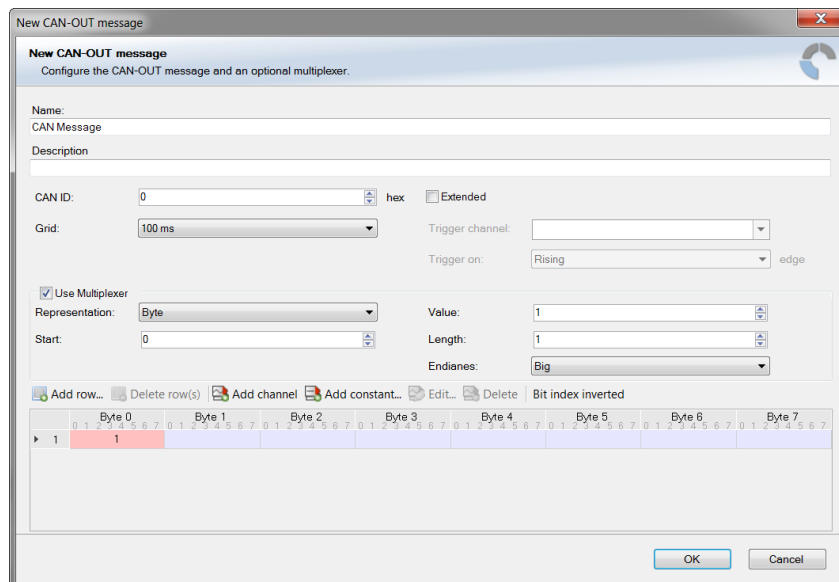 New CAN-OUT message
New CAN-OUT message
Configure the CAN-OUT message and an optional multiplexer.
Name:
CAN Message
Description
CAN ID: 0 hex Extended
Grid: 100 ms Trigger channel:
Trigger on: Rising edge
Use Multiplexer
Representation: Byte Value: 1
Start: 0 Length: 1
Endianes: Big
Add row... Delete row(s) Add channel Add constant... Edit... Delete Bit index inverted
Byte 0 Byte 1 Byte 2 Byte 3 Byte 4 Byte 5 Byte 6 Byte 7
0 1 2 3 4 5 6 7 0 1 2 3 4 5 6 7 0 1 2 3 4 5 6 7 0 1 2 3 4 5 6 7 0 1 2 3 4 5 6 7 0 1 2 3 4 5 6 7 0 1 2 3 4 5 6 7 0 1 2 3 4 5 6 7
1 1
OK Cancel